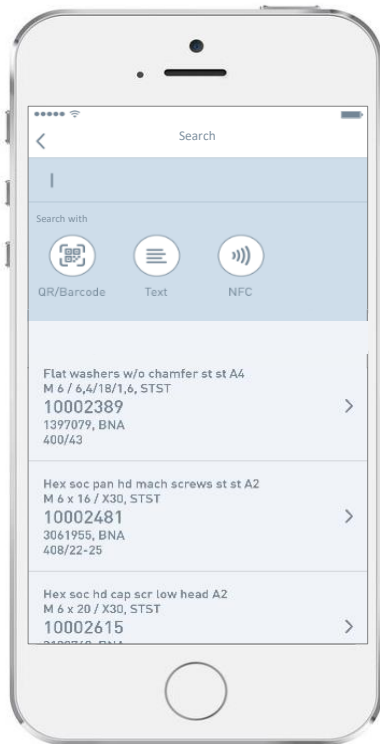 Search
Search with
QR/Barcode
Text
NFC
Flat washers w/o chamfer st st A4
M 6 / 6,4/18/1,6, STST
10002389
1397079, BNA
400/43
Hex soc pan hd mach screws st st A2
M 6 x 16 / X30, STST
10002481
3061955, BNA
408/22-25
Hex soc hd cap scr low head A2
M 6 x 20 / X30, STST
10002615